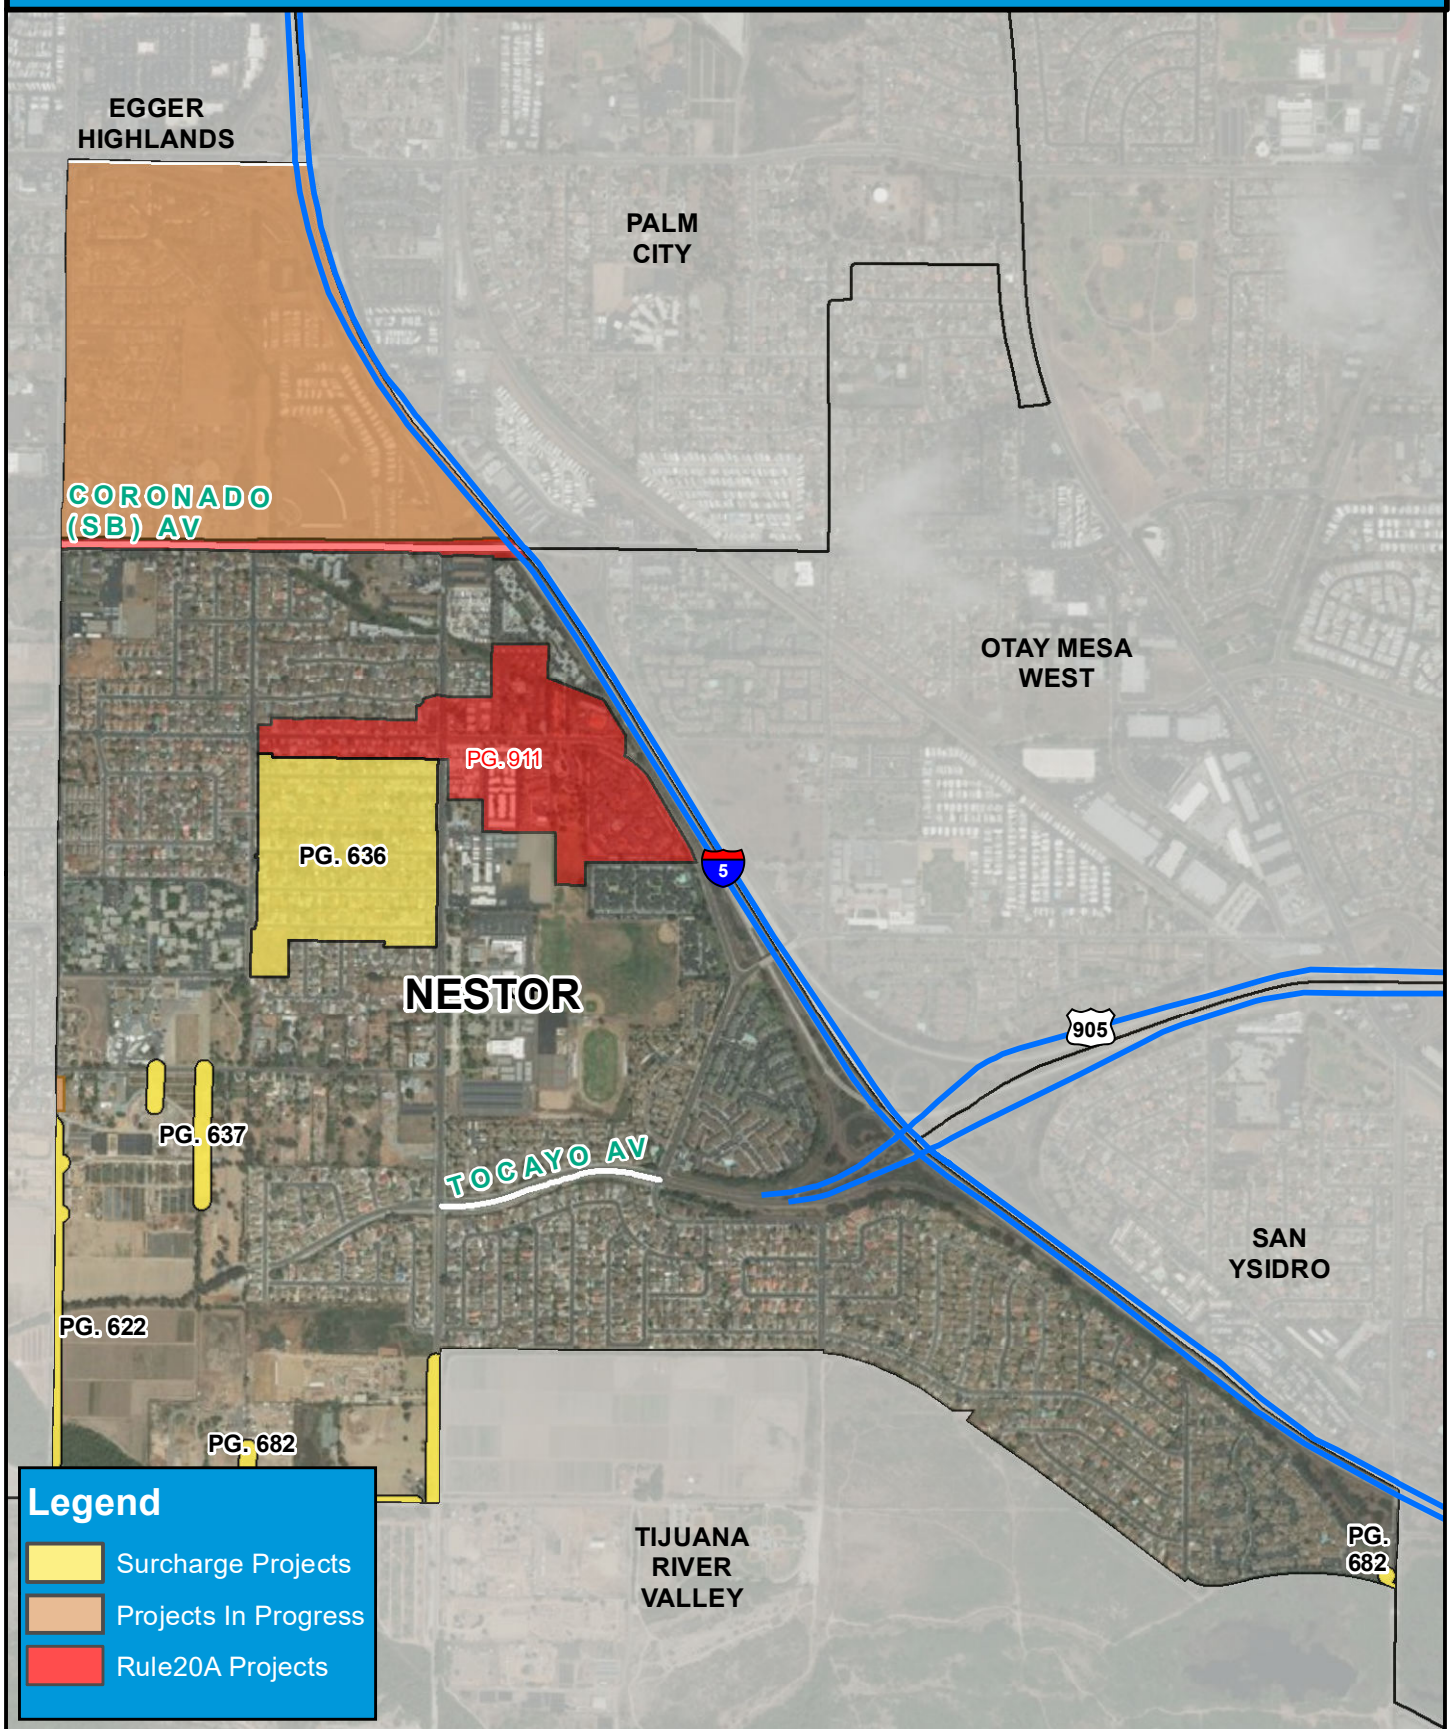 EGGER
HIGHLANDS
PALM
CITY
CORONADO
(SB) AV
OTAY MESA
WEST
PG. 911
PG. 636
5
NESTOR
905
PG. 637
TOCAYO AV
SAN
YSIDRO
PG. 622
PG. 682
TIJUANA
RIVER
VALLEY
PG.
682
Legend
Surcharge Projects
Projects In Progress
Rule20A Projects